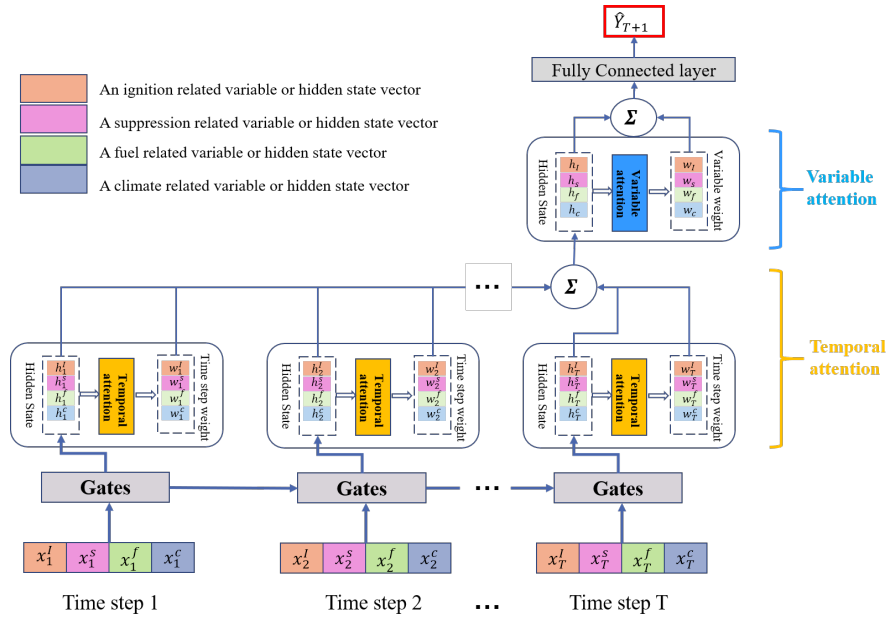 Ŷ_{T+1}
Fully Connected layer
Σ
An ignition related variable or hidden state vector
A suppression related variable or hidden state vector
A fuel related variable or hidden state vector
A climate related variable or hidden state vector
Hidden State
h_I
h_s
h_f
h_c
Variable attention
w_I
w_s
w_f
w_c
Variable weight
Variable
attention
...
Σ
Hidden State
h_1^I
h_1^s
h_1^f
h_1^c
Temporal attention
w_1^I
w_1^s
w_1^f
w_1^c
Time step weight
Hidden State
h_2^I
h_2^s
h_2^f
h_2^c
Temporal attention
w_2^I
w_2^s
w_2^f
w_2^c
Time step weight
Hidden State
h_T^I
h_T^s
h_T^f
h_T^c
Temporal attention
w_T^I
w_T^s
w_T^f
w_T^c
Time step weight
Temporal
attention
Gates
Gates
...
Gates
x_1^I x_1^s x_1^f x_1^c
x_2^I x_2^s x_2^f x_2^c
x_T^I x_T^s x_T^f x_T^c
Time step 1
Time step 2
...
Time step T